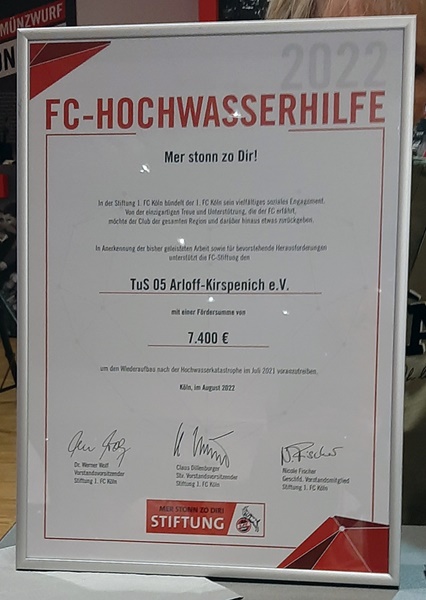 MÜNZWURF
2022
FC-HOCHWASSERHILFE
Mer stonn zo Dir!
In der Stiftung 1. FC Köln bündelt der 1. FC Köln sein vielfältiges soziales Engagement.
Von der einzigartigen Treue und Unterstützung, die der FC erfährt,
möchte der Club der gesamten Region und darüber hinaus etwas zurückgeben.
In Anerkennung der bisher geleisteten Arbeit sowie für bevorstehende Herausforderungen
unterstützt die FC-Stiftung den
TuS 05 Arloff-Kirspenich e.V.
mit einer Fördersumme von
7.400 €
um den Wiederaufbau nach der Hochwasserkatastrophe im Juli 2021 voranzutreiben.
Köln, im August 2022
Dr. Werner Wolf
Vorstandsvorsitzender
Stiftung 1. FC Köln
Claus Dillenburger
Stv. Vorstandsvorsitzender
Stiftung 1. FC Köln
Nicole Fischer
Geschfd. Vorstandsmitglied
Stiftung 1. FC Köln
MER STONN ZO DIR!
STIFTUNG